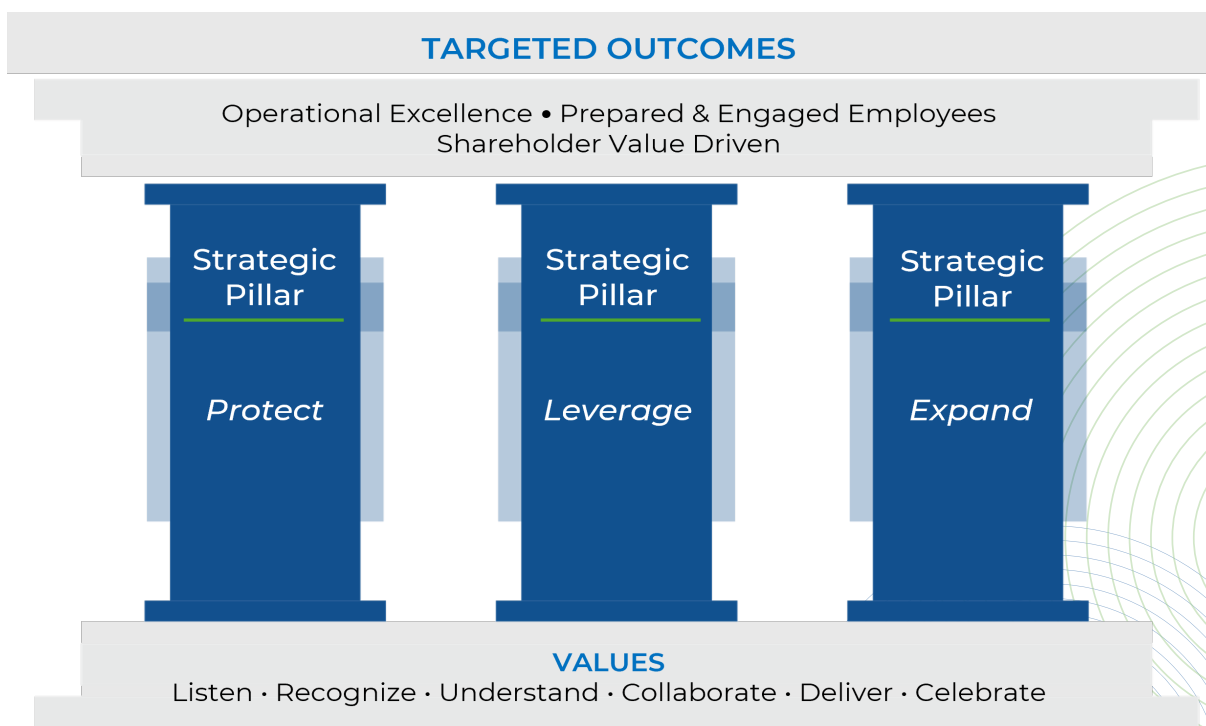 TARGETED OUTCOMES
Operational Excellence • Prepared & Engaged Employees
Shareholder Value Driven
Strategic
Pillar
Protect
Strategic
Pillar
Leverage
Strategic
Pillar
Expand
VALUES
Listen · Recognize · Understand · Collaborate · Deliver · Celebrate